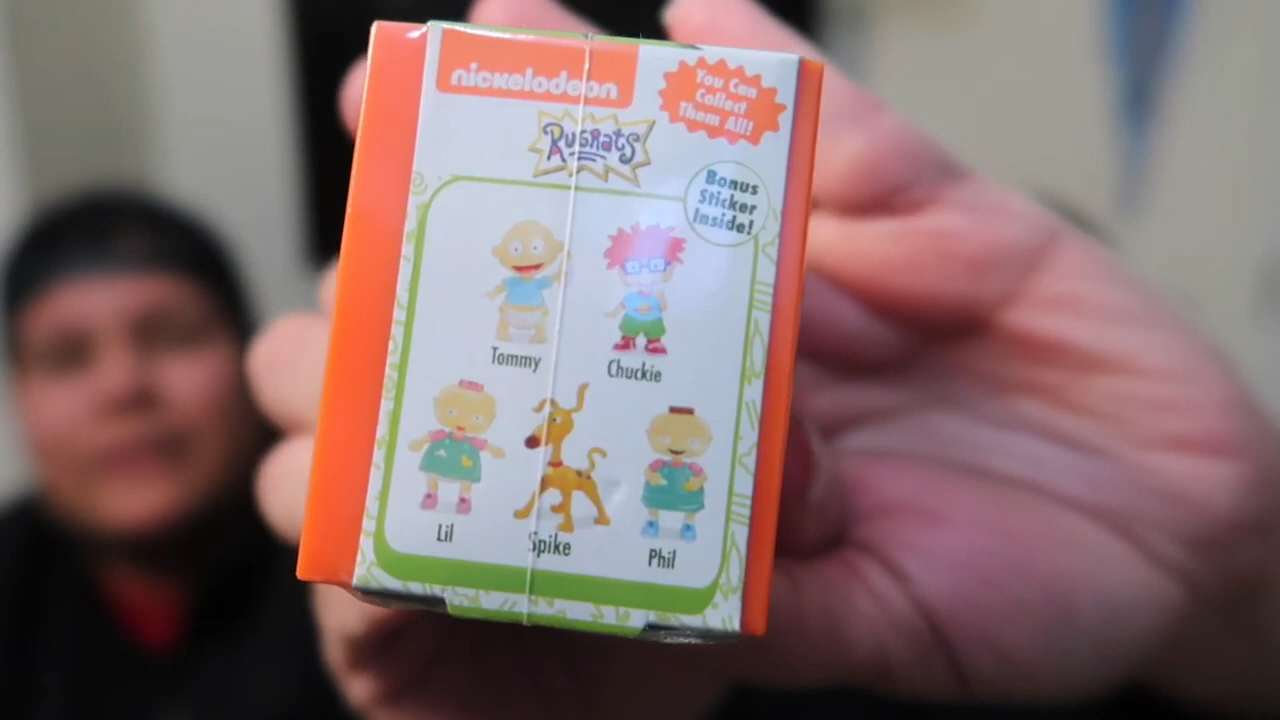 nickelodeon
You Can
Collect
Them All!
RugRats
Bonus
Sticker
Inside!
Tommy
Chuckie
Lil
Spike
Phil